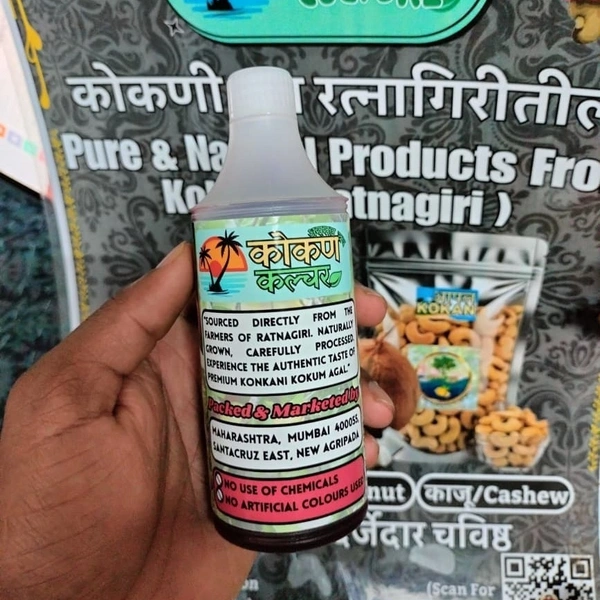 कोकणी
रत्नागिरीतील
Pure & Na
l Products Fro
Ko
atnagiri )
कोकण
कल्चर
"SOURCED DIRECTLY FROM THE
FARMERS OF RATNAGIRI. NATURALLY
GROWN, CAREFULLY PROCESSED.
EXPERIENCE THE AUTHENTIC TASTE OF
PREMIUM KONKANI KOKUM AGAL."
Packed & Marketed by
MAHARASHTRA, MUMBAI 400055,
SANTACRUZ EAST, NEW AGRIPADA
NO USE OF CHEMICALS
NO ARTIFICIAL COLOURS USED
KOKAN
nut
काजू/Cashew
र्जेदार चविष्ठ
(Scan For